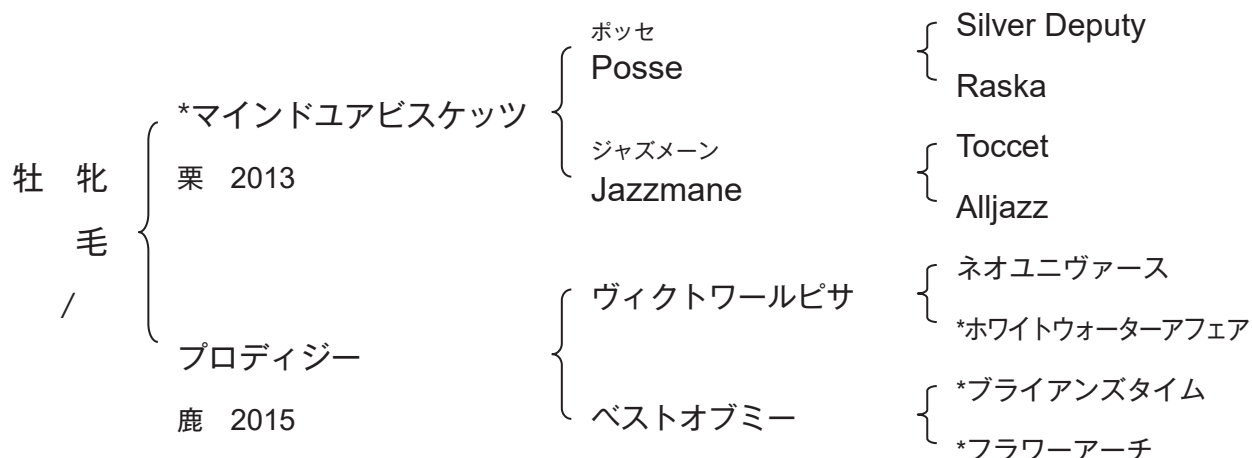 牡　牝
毛
/
*マインドユアビスケッツ
栗　2013
プロディジー
鹿　2015
ポッセ
Posse
ジャズメーン
Jazzmane
ヴィクトワールピサ
ベストオブミー
Silver Deputy
Raska
Toccet
Alljazz
ネオユニヴァース
*ホワイトウォーターアフェア
*ブライアンズタイム
*フラワーアーチ